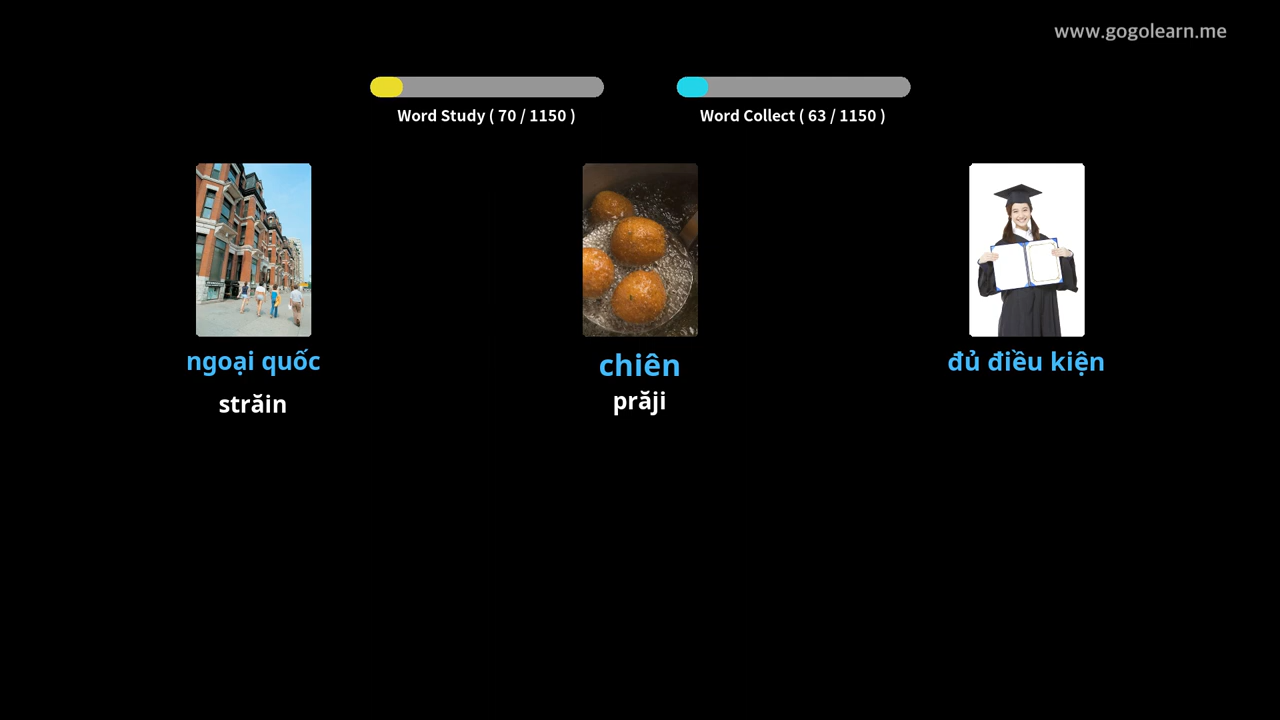 www.gogolearn.me
Word Study ( 70 / 1150 )
Word Collect ( 63 / 1150 )
ngoại quốc
străin
chiên
prăji
đủ điều kiện